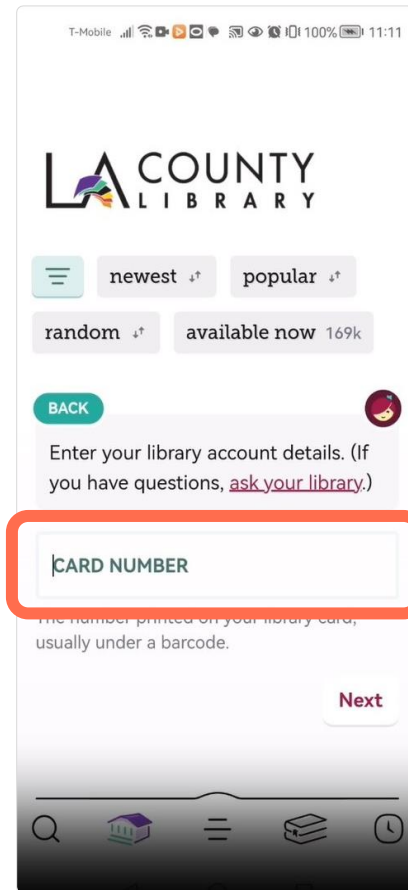 T-Mobile 100% 11:11
LA COUNTY
LIBRARY
newest popular
random available now 169k
BACK
Enter your library account details. (If
you have questions, ask your library.)
CARD NUMBER
The number printed on your library card,
usually under a barcode.
Next